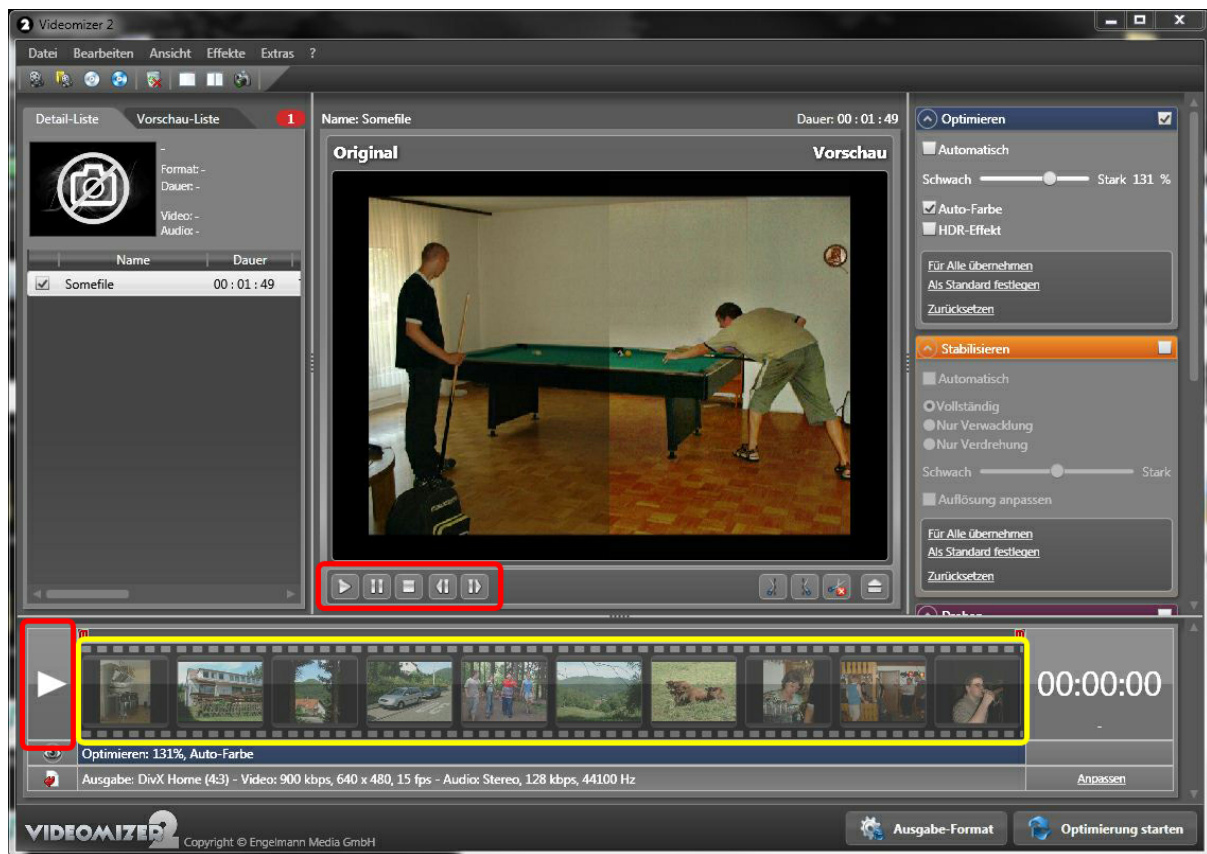 Videomizer 2
Datei Bearbeiten Ansicht Effekte Extras ?
Detail-Liste Vorschau-Liste 1
-
Format: -
Dauer: -
Video: -
Audio: -
Name Dauer
Somefile 00 : 01 : 49
Name: Somefile Dauer: 00 : 01 : 49
Original Vorschau
Optimieren
Automatisch
Schwach Stark 131 %
Auto-Farbe
HDR-Effekt
Für Alle übernehmen
Als Standard festlegen
Zurücksetzen
Stabilisieren
Automatisch
Vollständig
Nur Verwacklung
Nur Verdrehung
Schwach Stark
Auflösung anpassen
Für Alle übernehmen
Als Standard festlegen
Zurücksetzen
00:00:00
-
Optimieren: 131%, Auto-Farbe
Ausgabe: DivX Home (4:3) - Video: 900 kbps, 640 x 480, 15 fps - Audio: Stereo, 128 kbps, 44100 Hz Anpassen
VIDEOMIZER 2 Copyright © Engelmann Media GmbH
Ausgabe-Format Optimierung starten